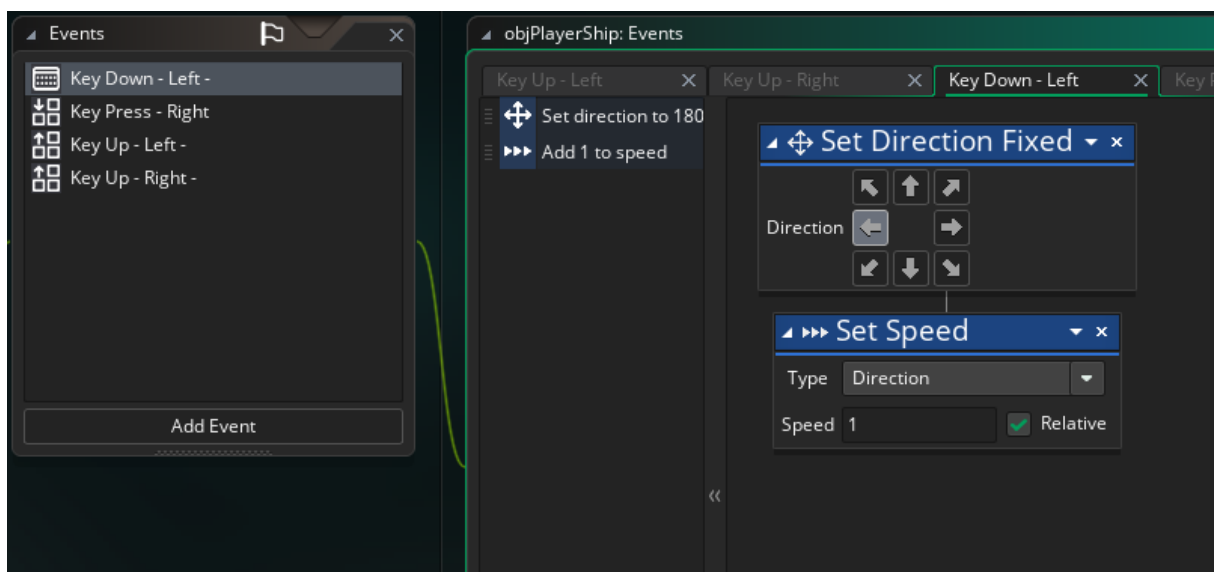 Events
Key Down - Left -
Key Press - Right
Key Up - Left -
Key Up - Right -
Add Event
objPlayerShip: Events
Key Up - Left
Key Up - Right
Key Down - Left
Key
Set direction to 180
Add 1 to speed
Set Direction Fixed
Direction
Set Speed
Type Direction
Speed 1 Relative